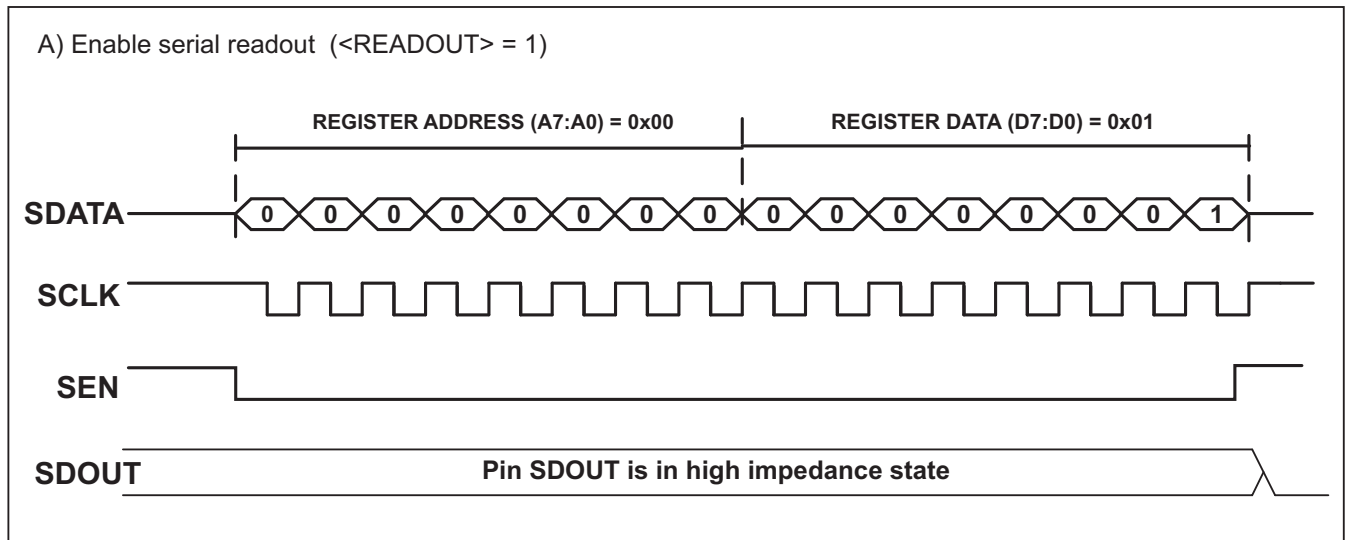 A) Enable serial readout (<READOUT> = 1)
REGISTER ADDRESS (A7:A0) = 0x00 REGISTER DATA (D7:D0) = 0x01
SDATA 0 0 0 0 0 0 0 0 0 0 0 0 0 0 0 1
SCLK
SEN
SDOUT Pin SDOUT is in high impedance state